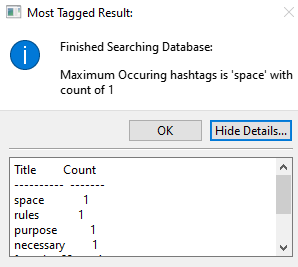 Most Tagged Result:
Finished Searching Database:
Maximum Occuring hashtags is 'space' with
count of 1
OK
Hide Details...
Title Count
---------- -------
space 1
rules 1
purpose 1
necessary 1